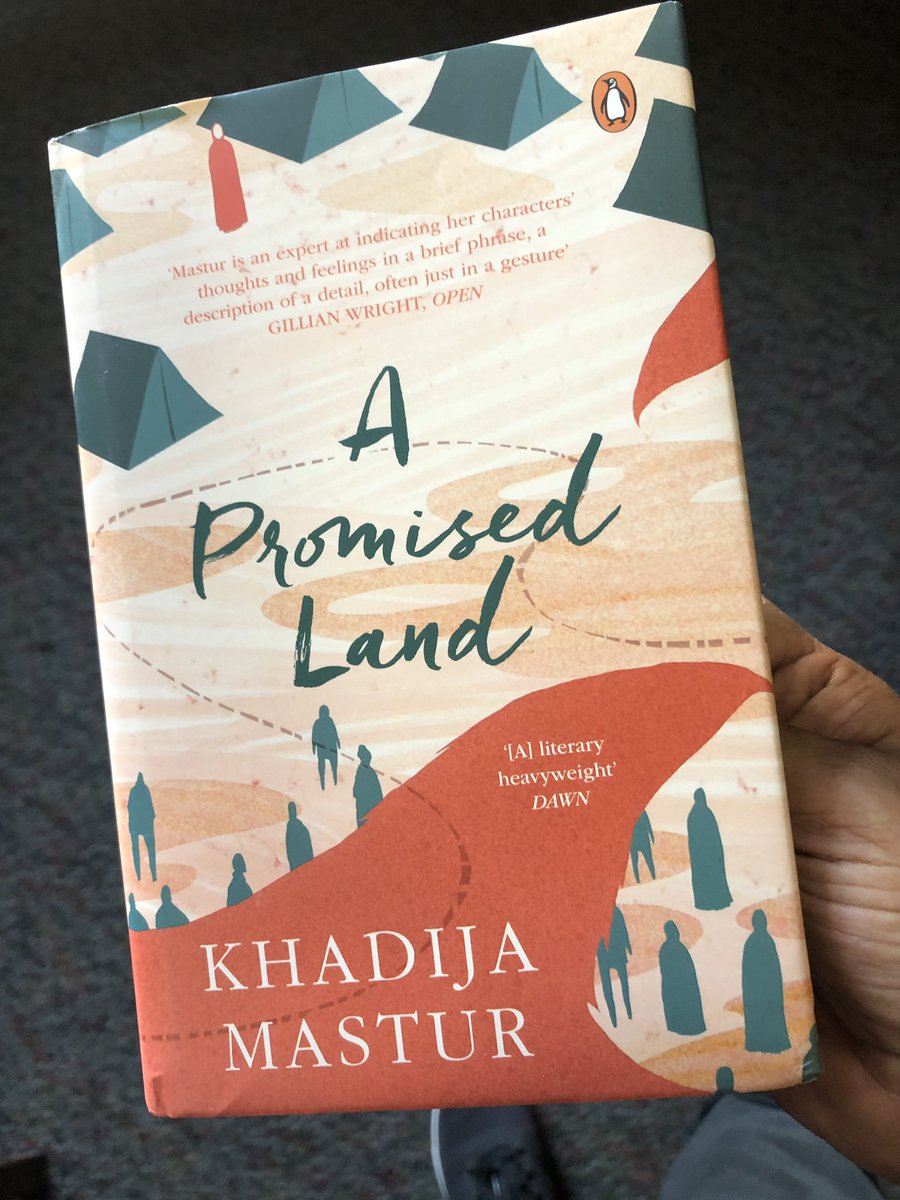 ‘Mastur is an expert at indicating her characters’
thoughts and feelings in a brief phrase, a
description of a detail, often just in a gesture’
GILLIAN WRIGHT, OPEN
A
Promised
Land
‘[A] literary
heavyweight’
DAWN
KHADIJA
MASTUR